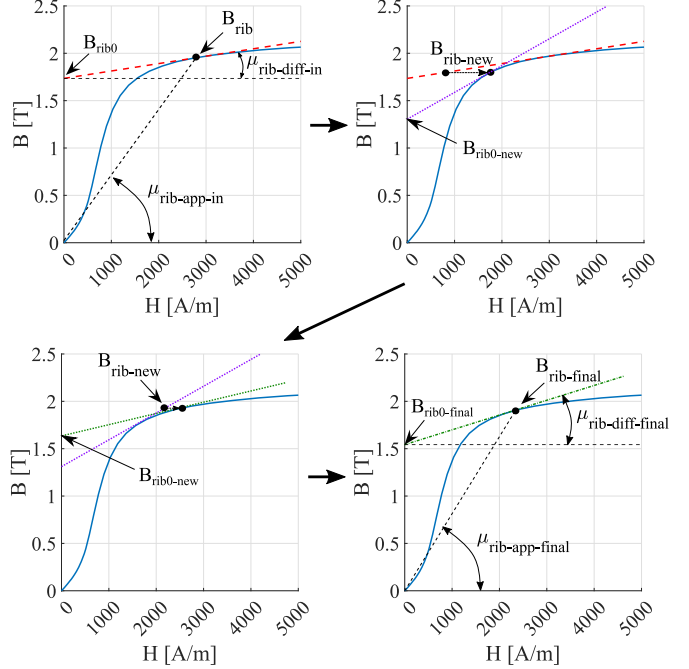 2.5
2
1.5
1
0.5
0
B [T]
0
1000
2000
3000
4000
5000
H [A/m]
B_rib0
B_rib
μ_rib-diff-in
μ_rib-app-in
2.5
2
1.5
1
0.5
0
B [T]
0
1000
2000
3000
4000
5000
H [A/m]
B_rib-new
B_rib0-new
2.5
2
1.5
1
0.5
0
B [T]
0
1000
2000
3000
4000
5000
H [A/m]
B_rib-new
B_rib0-new
2.5
2
1.5
1
0.5
0
B [T]
0
1000
2000
3000
4000
5000
H [A/m]
B_rib-final
B_rib0-final
μ_rib-diff-final
μ_rib-app-final